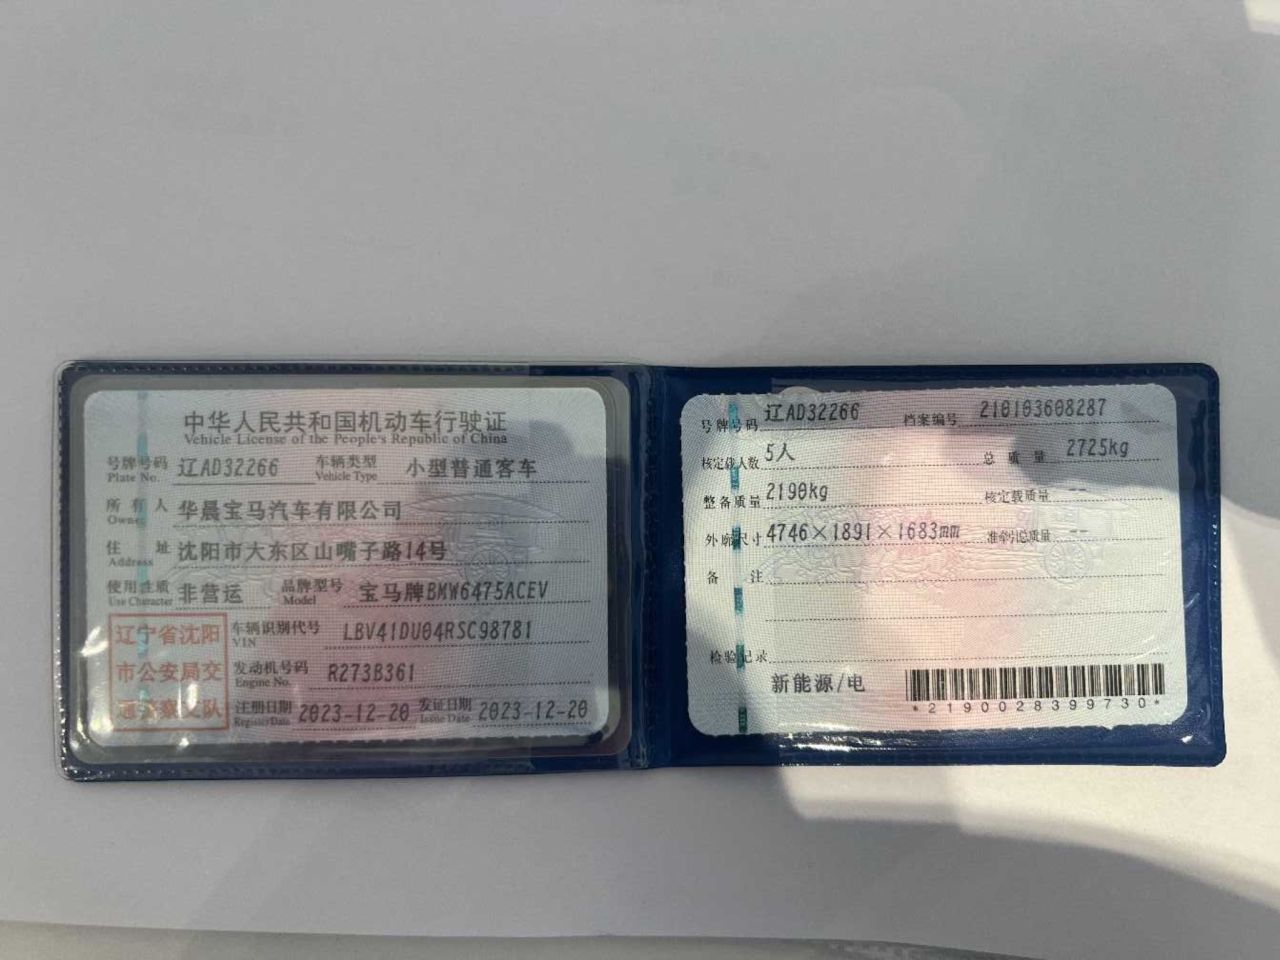 中华人民共和国机动车行驶证
Vehicle License of the People's Republic of China
号牌号码 辽AD32266 车辆类型 小型普通客车
Plate No. Vehicle Type
所有人 华晨宝马汽车有限公司
Owner
住址 沈阳市大东区山嘴子路14号
Address
使用性质 非营运 品牌型号 宝马牌BMW6475ACEV
Use Character Model
辽宁省沈阳
市公安局交
通警察支队
车辆识别代号 LBV41DU04RSC98781
VIN
发动机号码 R273B361
Engine No.
注册日期 2023-12-20 发证日期 2023-12-20
Register Date Issue Date
号牌号码 辽AD32266 档案编号 210103608287
核定载人数 5人 总质量 2725kg
整备质量 2190kg 核定载质量 --
外廓尺寸 4746×1891×1683mm 准牵引总质量 --
备注
检验记录
新能源/电
*2190028399730*